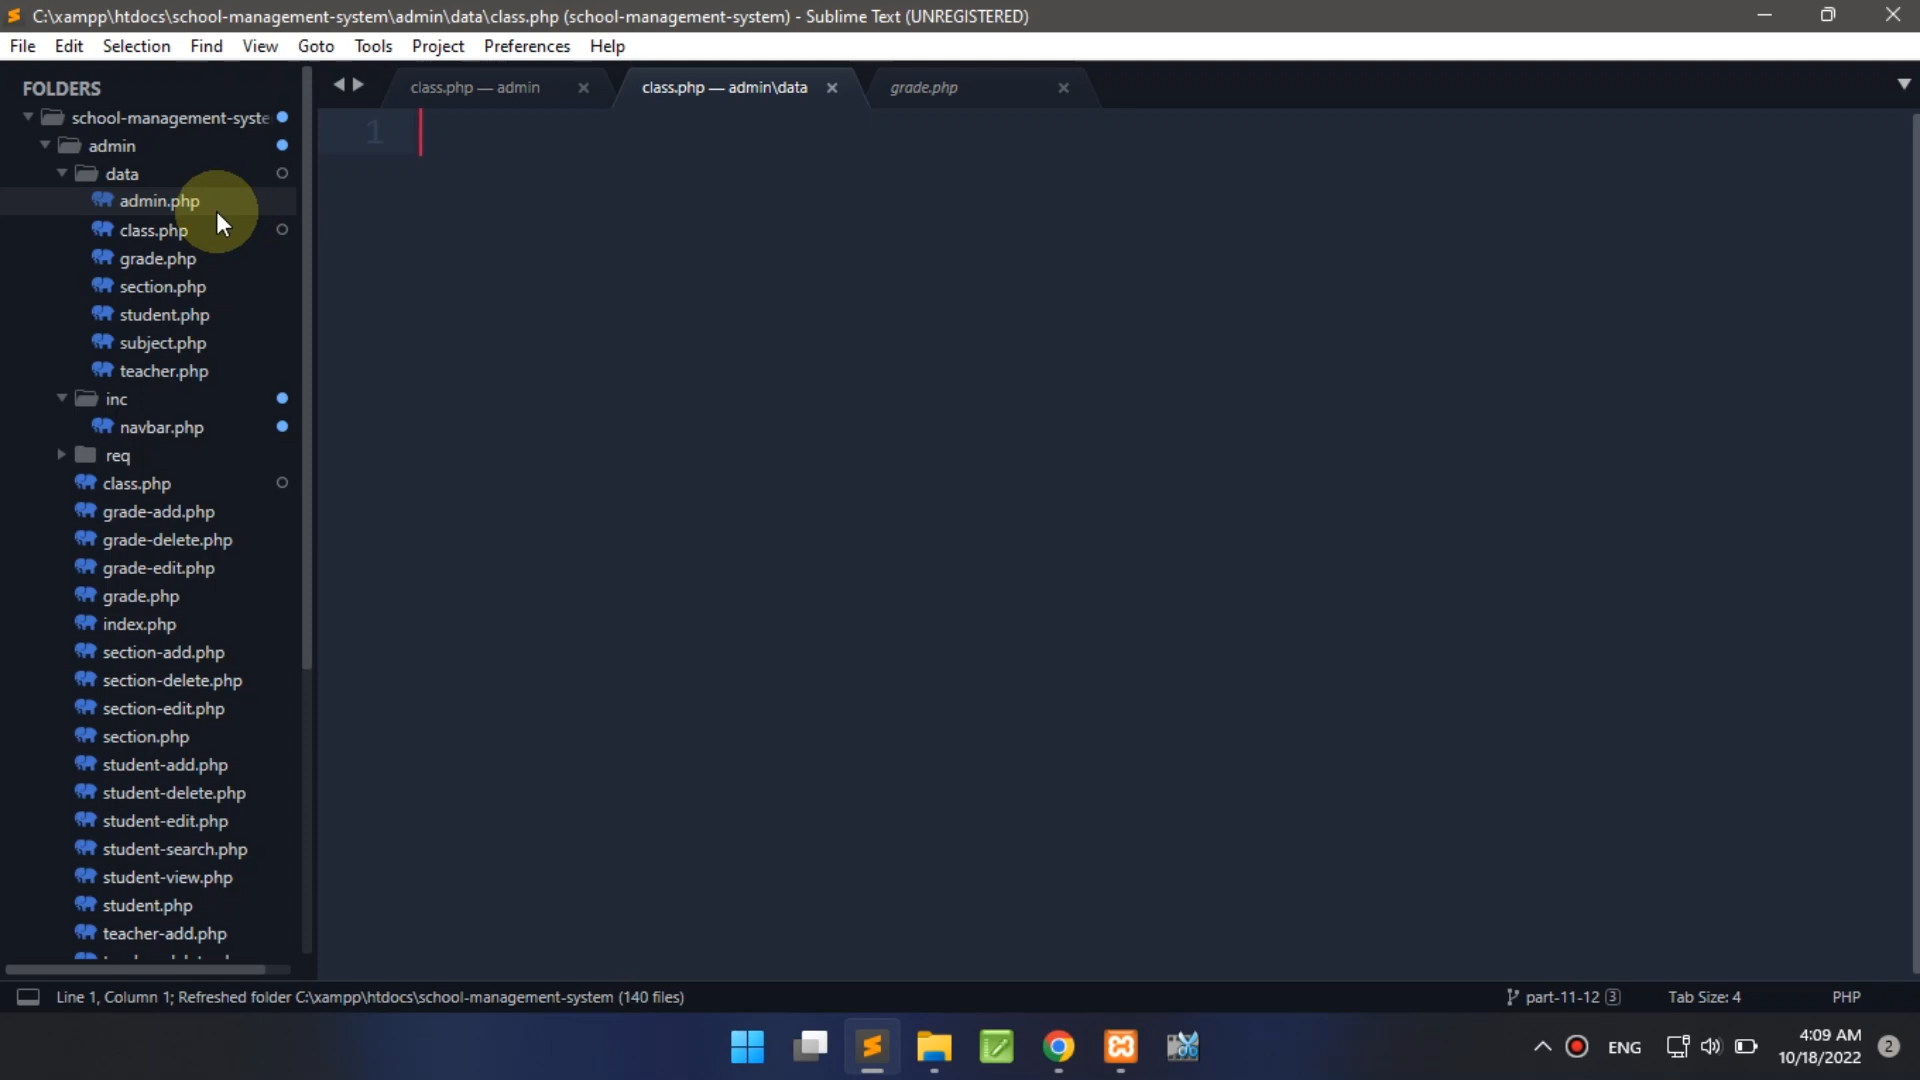 C:\xampp\htdocs\school-management-system\admin\data\class.php (school-management-system) - Sublime Text (UNREGISTERED)
File Edit Selection Find View Goto Tools Project Preferences Help
FOLDERS
class.php — admin
class.php — admin\data
grade.php
school-management-syste
1
admin
data
admin.php
class.php
grade.php
section.php
student.php
subject.php
teacher.php
inc
navbar.php
req
class.php
grade-add.php
grade-delete.php
grade-edit.php
grade.php
index.php
section-add.php
section-delete.php
section-edit.php
section.php
student-add.php
student-delete.php
student-edit.php
student-search.php
student-view.php
student.php
teacher-add.php
Line 1, Column 1; Refreshed folder C:\xampp\htdocs\school-management-system (140 files)
part-11-12 3
Tab Size: 4
PHP
ENG
4:09 AM
10/18/2022
2